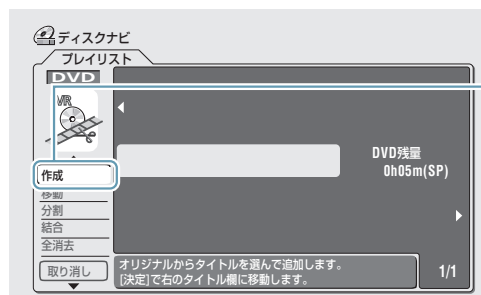 ディスクナビ
プレイリスト
DVD
VR
作成
移動
分割
結合
全消去
取り消し
DVD残量
0h05m(SP)
オリジナルからタイトルを選んで追加します。
[決定]で右のタイトル欄に移動します。
1/1